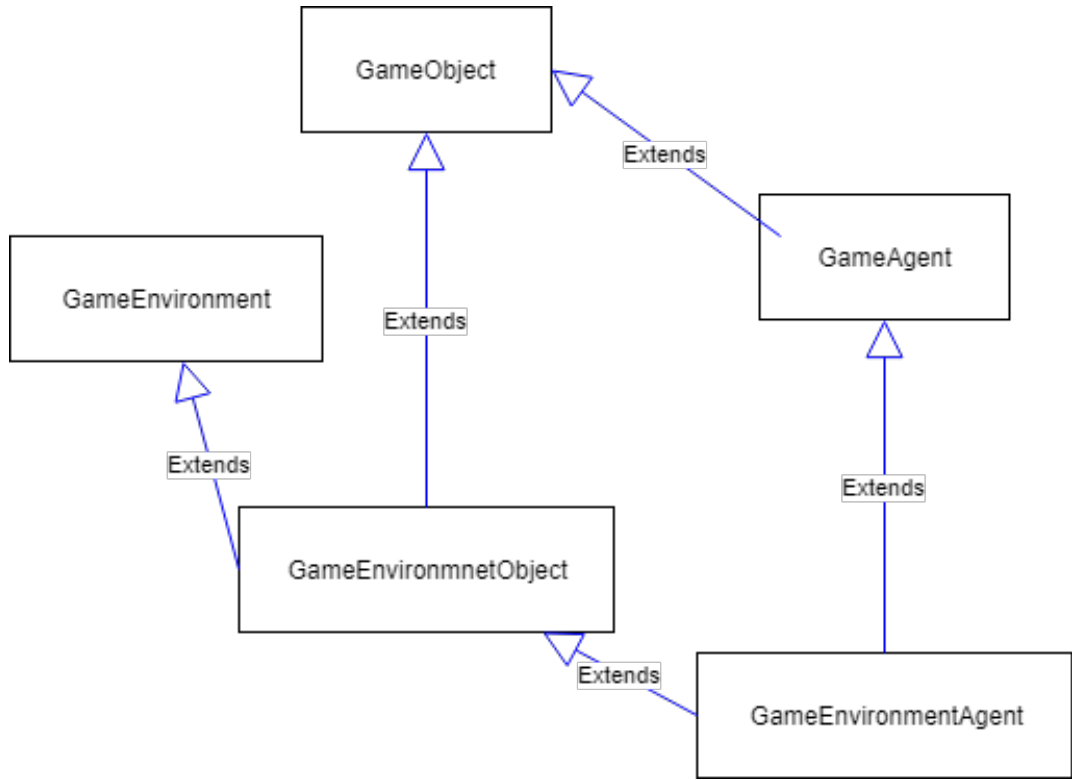 GameObject
Extends
GameAgent
GameEnvironment
Extends
Extends
Extends
GameEnvironmnetObject
Extends
GameEnvironmentAgent